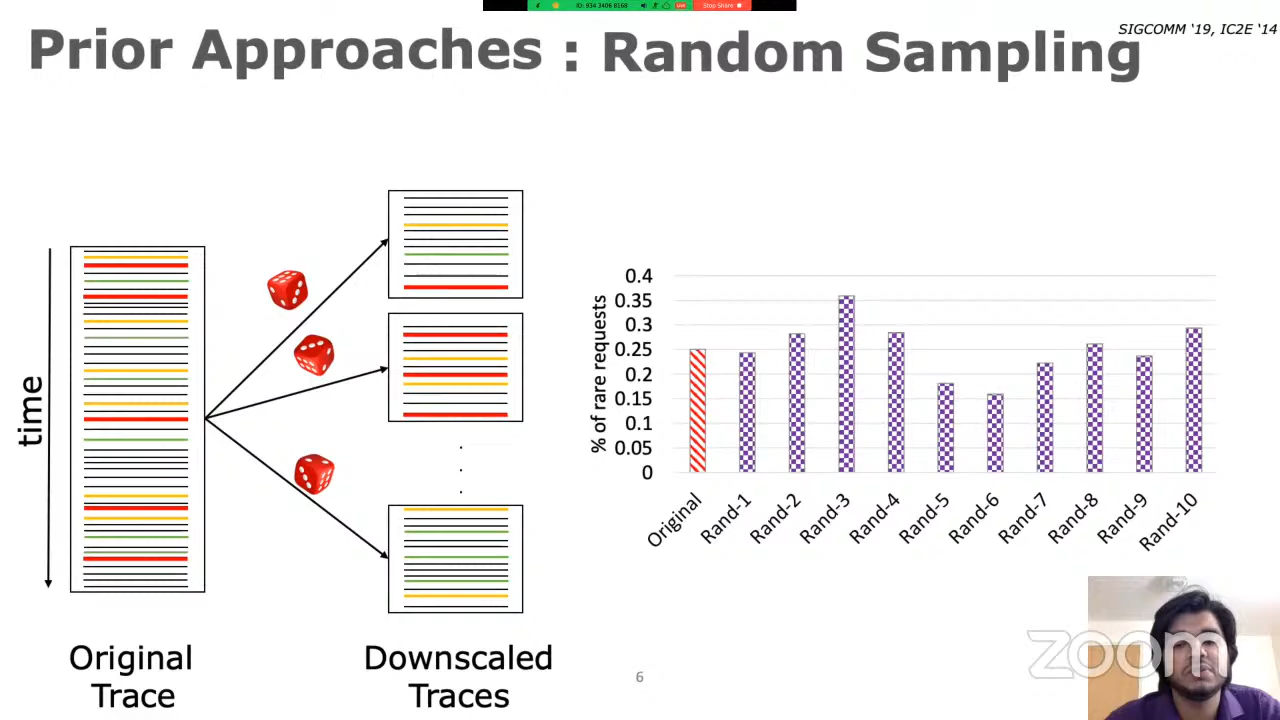 ID: 934 3406 8168
LIVE
Stop Share
SIGCOMM ‘19, IC2E ‘14
Prior Approaches : Random Sampling
time
Original
Trace
Downscaled
Traces
.
.
.
% of rare requests
0.4
0.35
0.3
0.25
0.2
0.15
0.1
0.05
0
Original
Rand-1
Rand-2
Rand-3
Rand-4
Rand-5
Rand-6
Rand-7
Rand-8
Rand-9
Rand-10
6
zoom